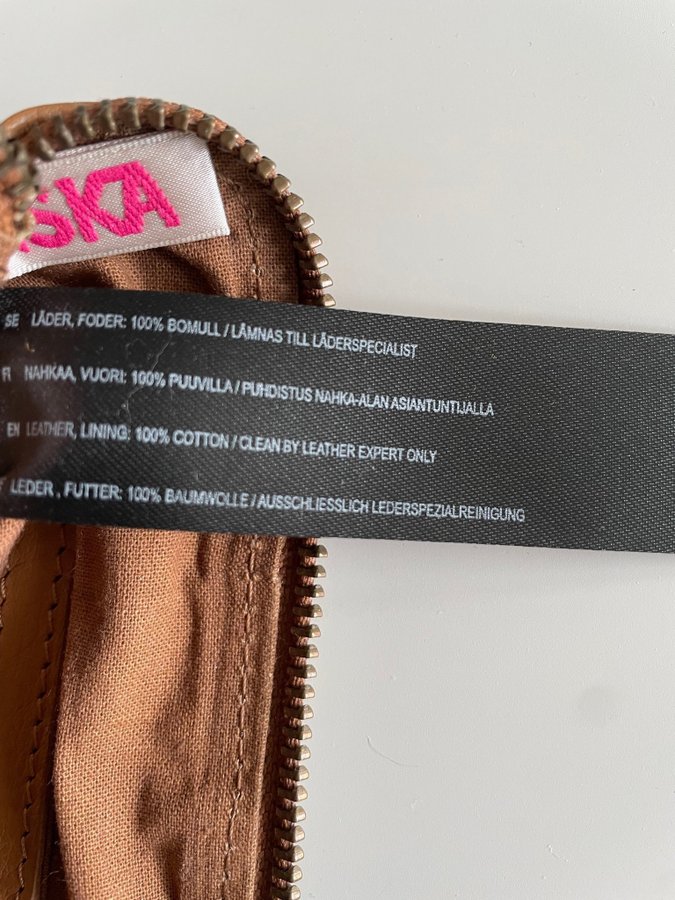 SKA
SE LÄDER, FODER: 100% BOMULL / LÄMNAS TILL LÄDERSPECIALIST
FI NAHKAA, VUORI: 100% PUUVILLA / PUHDISTUS NAHKA-ALAN ASIANTUNTIJALLA
EN LEATHER, LINING: 100% COTTON / CLEAN BY LEATHER EXPERT ONLY
LEDER , FUTTER: 100% BAUMWOLLE / AUSSCHLIESSLICH LEDERSPEZIALREINIGUNG